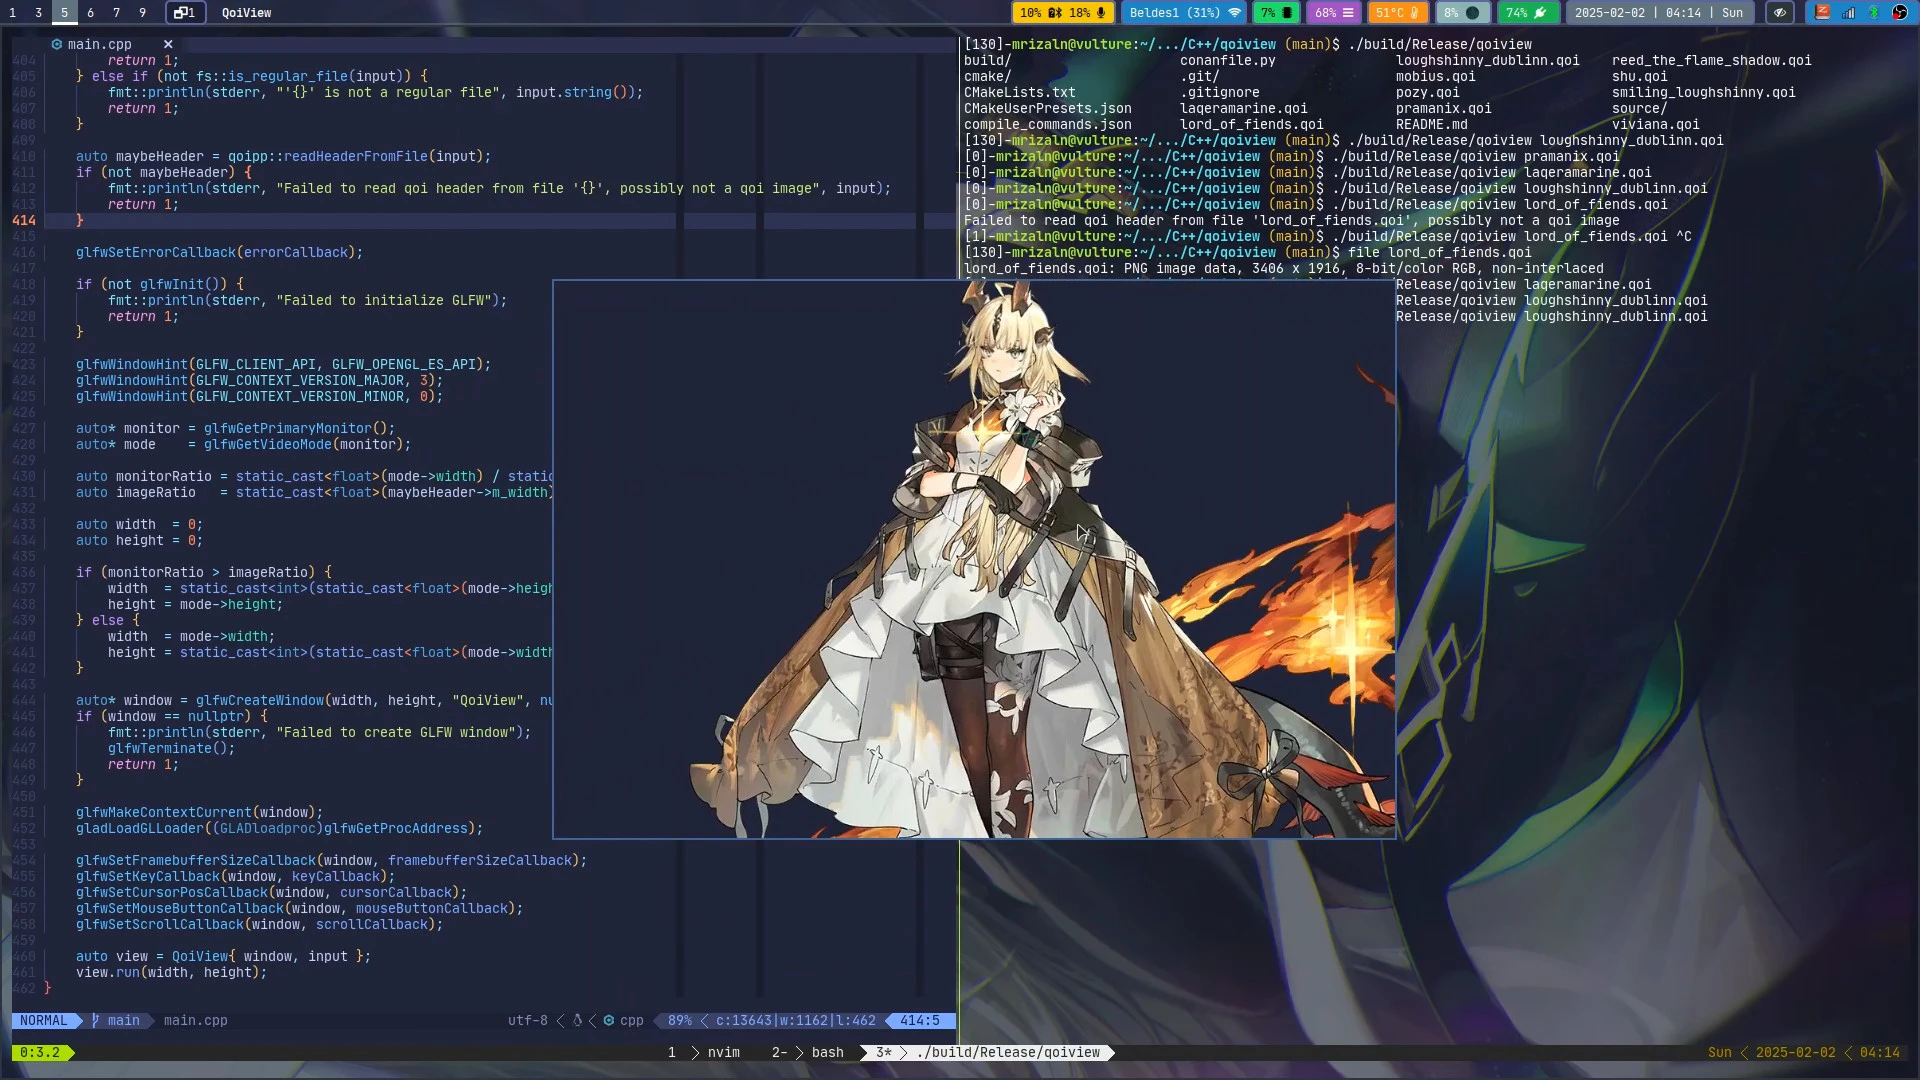 1 3 5 6 7 9 1 QoiView 10% 18% Beldes1 (31%) 7% 68% 51°C 8% 74% 2025-02-02 | 04:14 | Sun
main.cpp
404 return 1;
405 } else if (not fs::is_regular_file(input)) {
406 fmt::println(stderr, "'{}' is not a regular file", input.string());
407 return 1;
408 }
409
410 auto maybeHeader = qoipp::readHeaderFromFile(input);
411 if (not maybeHeader) {
412 fmt::println(stderr, "Failed to read qoi header from file '{}', possibly not a qoi image", input);
413 return 1;
414 }
415
416 glfwSetErrorCallback(errorCallback);
417
418 if (not glfwInit()) {
419 fmt::println(stderr, "Failed to initialize GLFW");
420 return 1;
421 }
422
423 glfwWindowHint(GLFW_CLIENT_API, GLFW_OPENGL_ES_API);
424 glfwWindowHint(GLFW_CONTEXT_VERSION_MAJOR, 3);
425 glfwWindowHint(GLFW_CONTEXT_VERSION_MINOR, 0);
426
427 auto* monitor = glfwGetPrimaryMonitor();
428 auto* mode = glfwGetVideoMode(monitor);
429
430 auto monitorRatio = static_cast<float>(mode->width) / static
431 auto imageRatio = static_cast<float>(maybeHeader->m_width)
432
433 auto width = 0;
434 auto height = 0;
435
436 if (monitorRatio > imageRatio) {
437 width = static_cast<int>(static_cast<float>(mode->heigh
438 height = mode->height;
439 } else {
440 width = mode->width;
441 height = static_cast<int>(static_cast<float>(mode->width
442 }
443
444 auto* window = glfwCreateWindow(width, height, "QoiView", nu
445 if (window == nullptr) {
446 fmt::println(stderr, "Failed to create GLFW window");
447 glfwTerminate();
448 return 1;
449 }
450
451 glfwMakeContextCurrent(window);
452 gladLoadGLLoader((GLADloadproc)glfwGetProcAddress);
453
454 glfwSetFramebufferSizeCallback(window, framebufferSizeCallback);
455 glfwSetKeyCallback(window, keyCallback);
456 glfwSetCursorPosCallback(window, cursorCallback);
457 glfwSetMouseButtonCallback(window, mouseButtonCallback);
458 glfwSetScrollCallback(window, scrollCallback);
459
460 auto view = QoiView{ window, input };
461 view.run(width, height);
462 }
NORMAL main main.cpp utf-8 cpp 89% c:13643|w:1162|l:462 414:5
[130]-mrizaln@vulture:~/.../C++/qoiview (main)$ ./build/Release/qoiview
build/ conanfile.py loughshinny_dublinn.qoi reed_the_flame_shadow.qoi
cmake/ .git/ mobius.qoi shu.qoi
CMakeLists.txt .gitignore pozy.qoi smiling_loughshinny.qoi
CMakeUserPresets.json laqeramarine.qoi pramanix.qoi source/
compile_commands.json lord_of_fiends.qoi README.md viviana.qoi
[130]-mrizaln@vulture:~/.../C++/qoiview (main)$ ./build/Release/qoiview loughshinny_dublinn.qoi
[0]-mrizaln@vulture:~/.../C++/qoiview (main)$ ./build/Release/qoiview pramanix.qoi
[0]-mrizaln@vulture:~/.../C++/qoiview (main)$ ./build/Release/qoiview laqeramarine.qoi
[0]-mrizaln@vulture:~/.../C++/qoiview (main)$ ./build/Release/qoiview loughshinny_dublinn.qoi
[0]-mrizaln@vulture:~/.../C++/qoiview (main)$ ./build/Release/qoiview lord_of_fiends.qoi
Failed to read qoi header from file 'lord_of_fiends.qoi', possibly not a qoi image
[1]-mrizaln@vulture:~/.../C++/qoiview (main)$ ./build/Release/qoiview lord_of_fiends.qoi ^C
[130]-mrizaln@vulture:~/.../C++/qoiview (main)$ file lord_of_fiends.qoi
lord_of_fiends.qoi: PNG image data, 3406 x 1916, 8-bit/color RGB, non-interlaced
Release/qoiview laqeramarine.qoi
Release/qoiview loughshinny_dublinn.qoi
Release/qoiview loughshinny_dublinn.qoi
0:3.2 1 nvim 2- bash 3* ./build/Release/qoiview Sun 2025-02-02 04:14